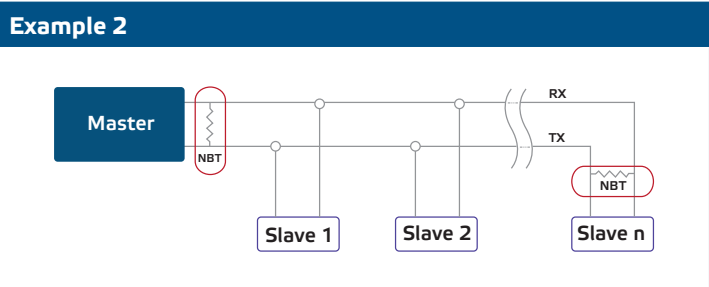 Example 2
RX
Master
TX
NBT
NBT
Slave 1
Slave 2
Slave n